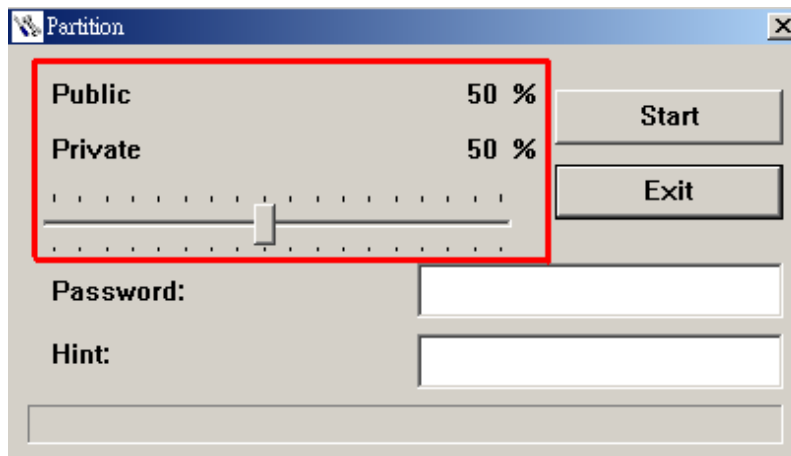 Partition
Public 50 %
Private 50 %
Start
Exit
Password:
Hint: